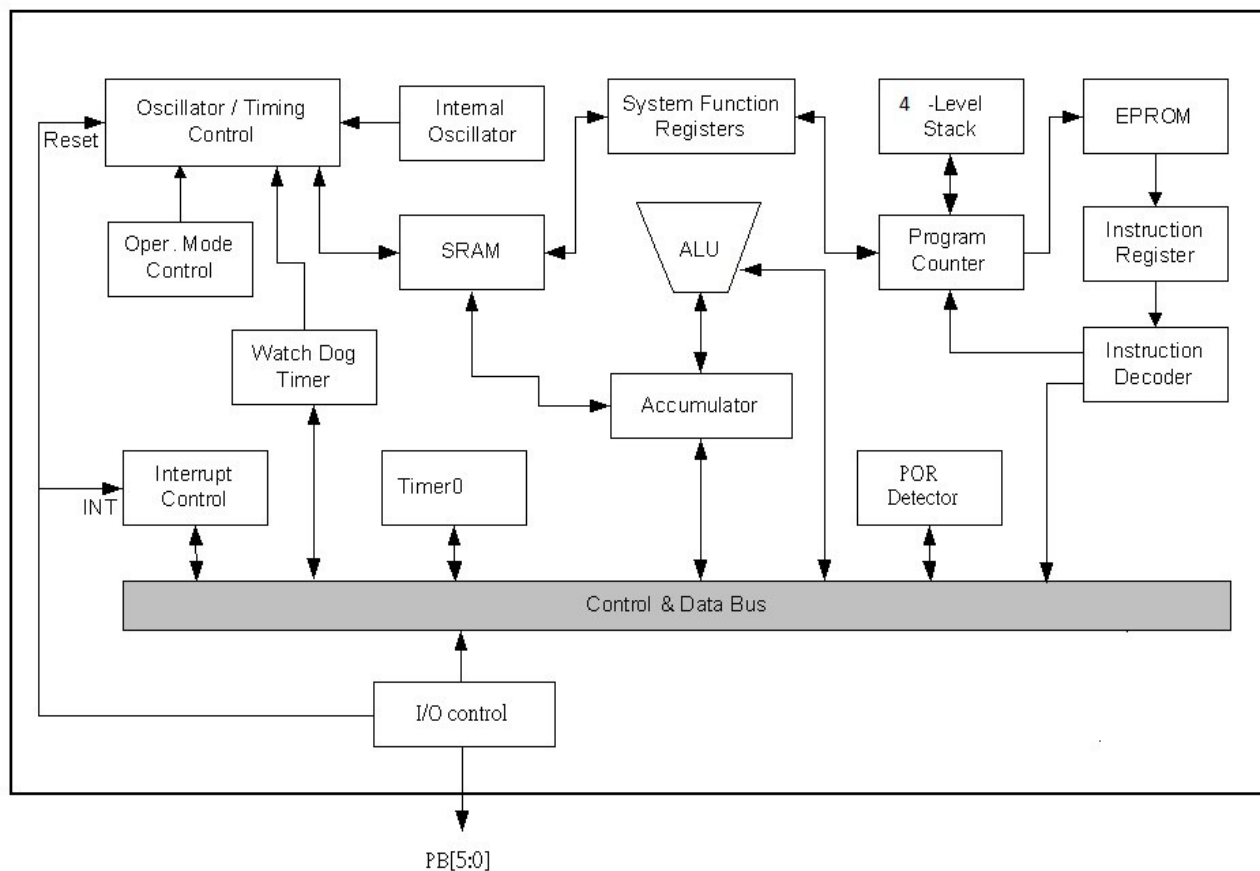 Oscillator / Timing
Control
Internal
Oscillator
System Function
Registers
4 -Level
Stack
EPROM
Reset
Oper. Mode
Control
SRAM
ALU
Program
Counter
Instruction
Register
Watch Dog
Timer
Accumulator
Instruction
Decoder
Interrupt
Control
INT
Timer0
POR
Detector
Control & Data Bus
I/O control
PB[5:0]